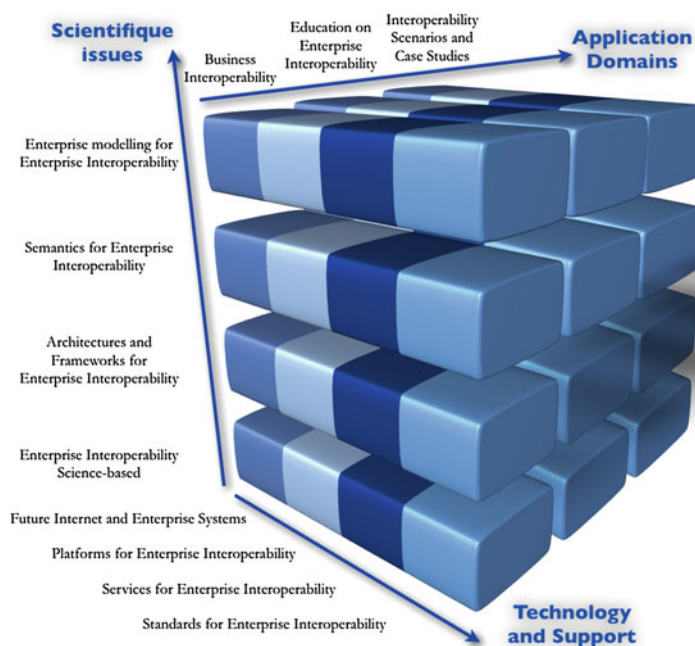 Scientifique
issues
Business
Interoperability
Education on
Enterprise
Interoperability
Interoperability
Scenarios and
Case Studies
Application
Domains
Enterprise modelling for
Enterprise Interoperability
Semantics for Enterprise
Interoperability
Architectures and
Frameworks for
Enterprise Interoperability
Enterprise Interoperability
Science-based
Future Internet and Enterprise Systems
Platforms for Enterprise Interoperability
Services for Enterprise Interoperability
Standards for Enterprise Interoperability
Technology
and Support